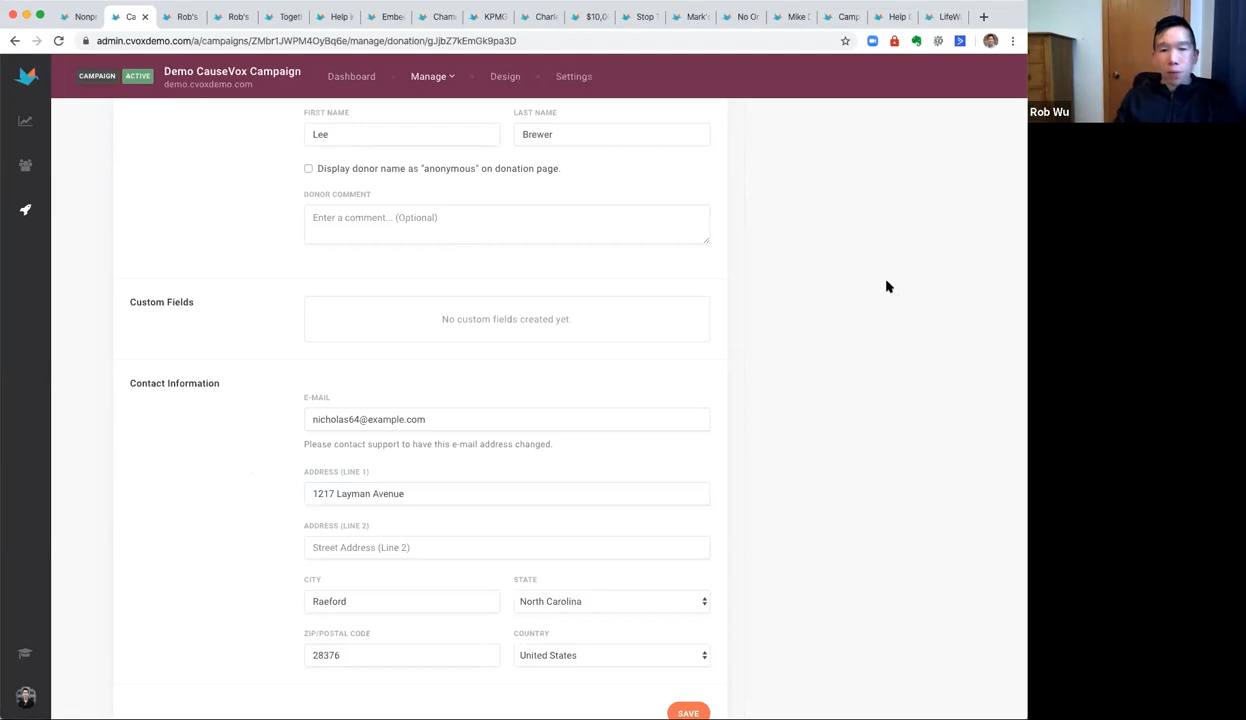 Nonpr
Ca
Rob's
Rob's
Toget
Help i
Embe
Cham
KPMG
Charle
$10,0
Stop T
Mark'
No Or
Mike D
Camp
Help C
LifeWi
admin.cvoxdemo.com/a/campaigns/ZMbr1JWPM4OyBq6e/manage/donation/gJjbZ7kEmGk9pa3D
CAMPAIGN ACTIVE
Demo CauseVox Campaign
demo.cvoxdemo.com
Dashboard
Manage
Design
Settings
Rob Wu
FIRST NAME
LAST NAME
Lee
Brewer
Display donor name as "anonymous" on donation page.
DONOR COMMENT
Enter a comment... (Optional)
Custom Fields
No custom fields created yet.
Contact Information
E-MAIL
nicholas64@example.com
Please contact support to have this e-mail address changed.
ADDRESS (LINE 1)
1217 Layman Avenue
ADDRESS (LINE 2)
Street Address (Line 2)
CITY
STATE
Raeford
North Carolina
ZIP/POSTAL CODE
COUNTRY
28376
United States
SAVE